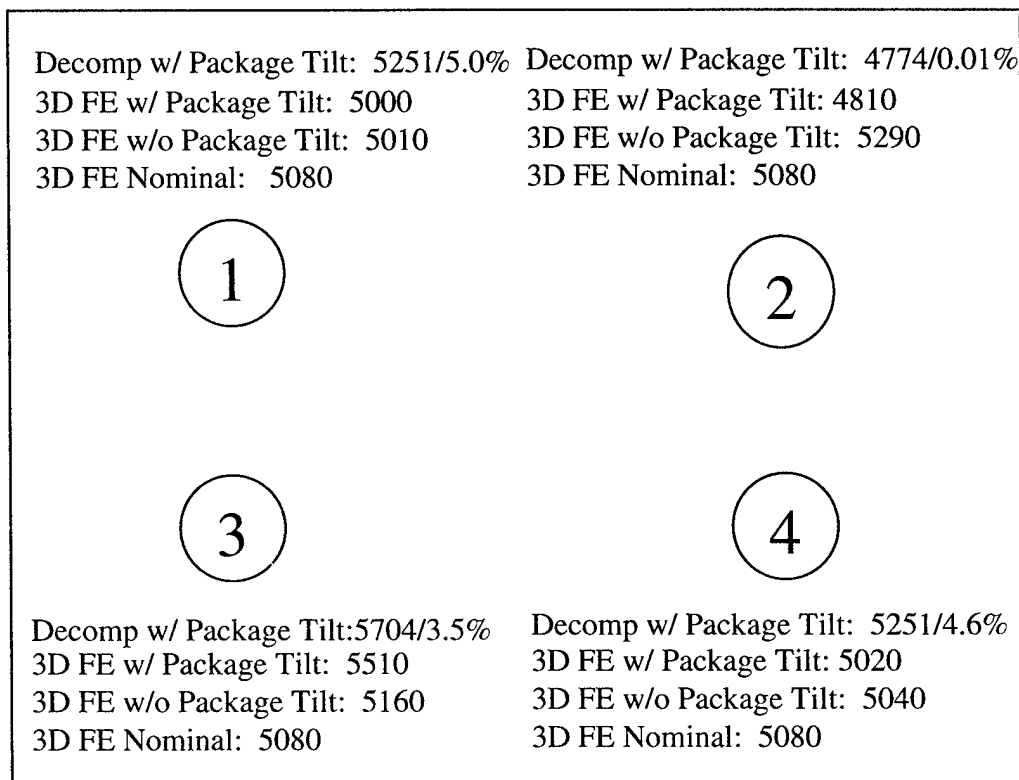 Decomp w/ Package Tilt: 5251/5.0%
3D FE w/ Package Tilt: 5000
3D FE w/o Package Tilt: 5010
3D FE Nominal: 5080
Decomp w/ Package Tilt: 4774/0.01%
3D FE w/ Package Tilt: 4810
3D FE w/o Package Tilt: 5290
3D FE Nominal: 5080
1
2
3
4
Decomp w/ Package Tilt:5704/3.5%
3D FE w/ Package Tilt: 5510
3D FE w/o Package Tilt: 5160
3D FE Nominal: 5080
Decomp w/ Package Tilt: 5251/4.6%
3D FE w/ Package Tilt: 5020
3D FE w/o Package Tilt: 5040
3D FE Nominal: 5080